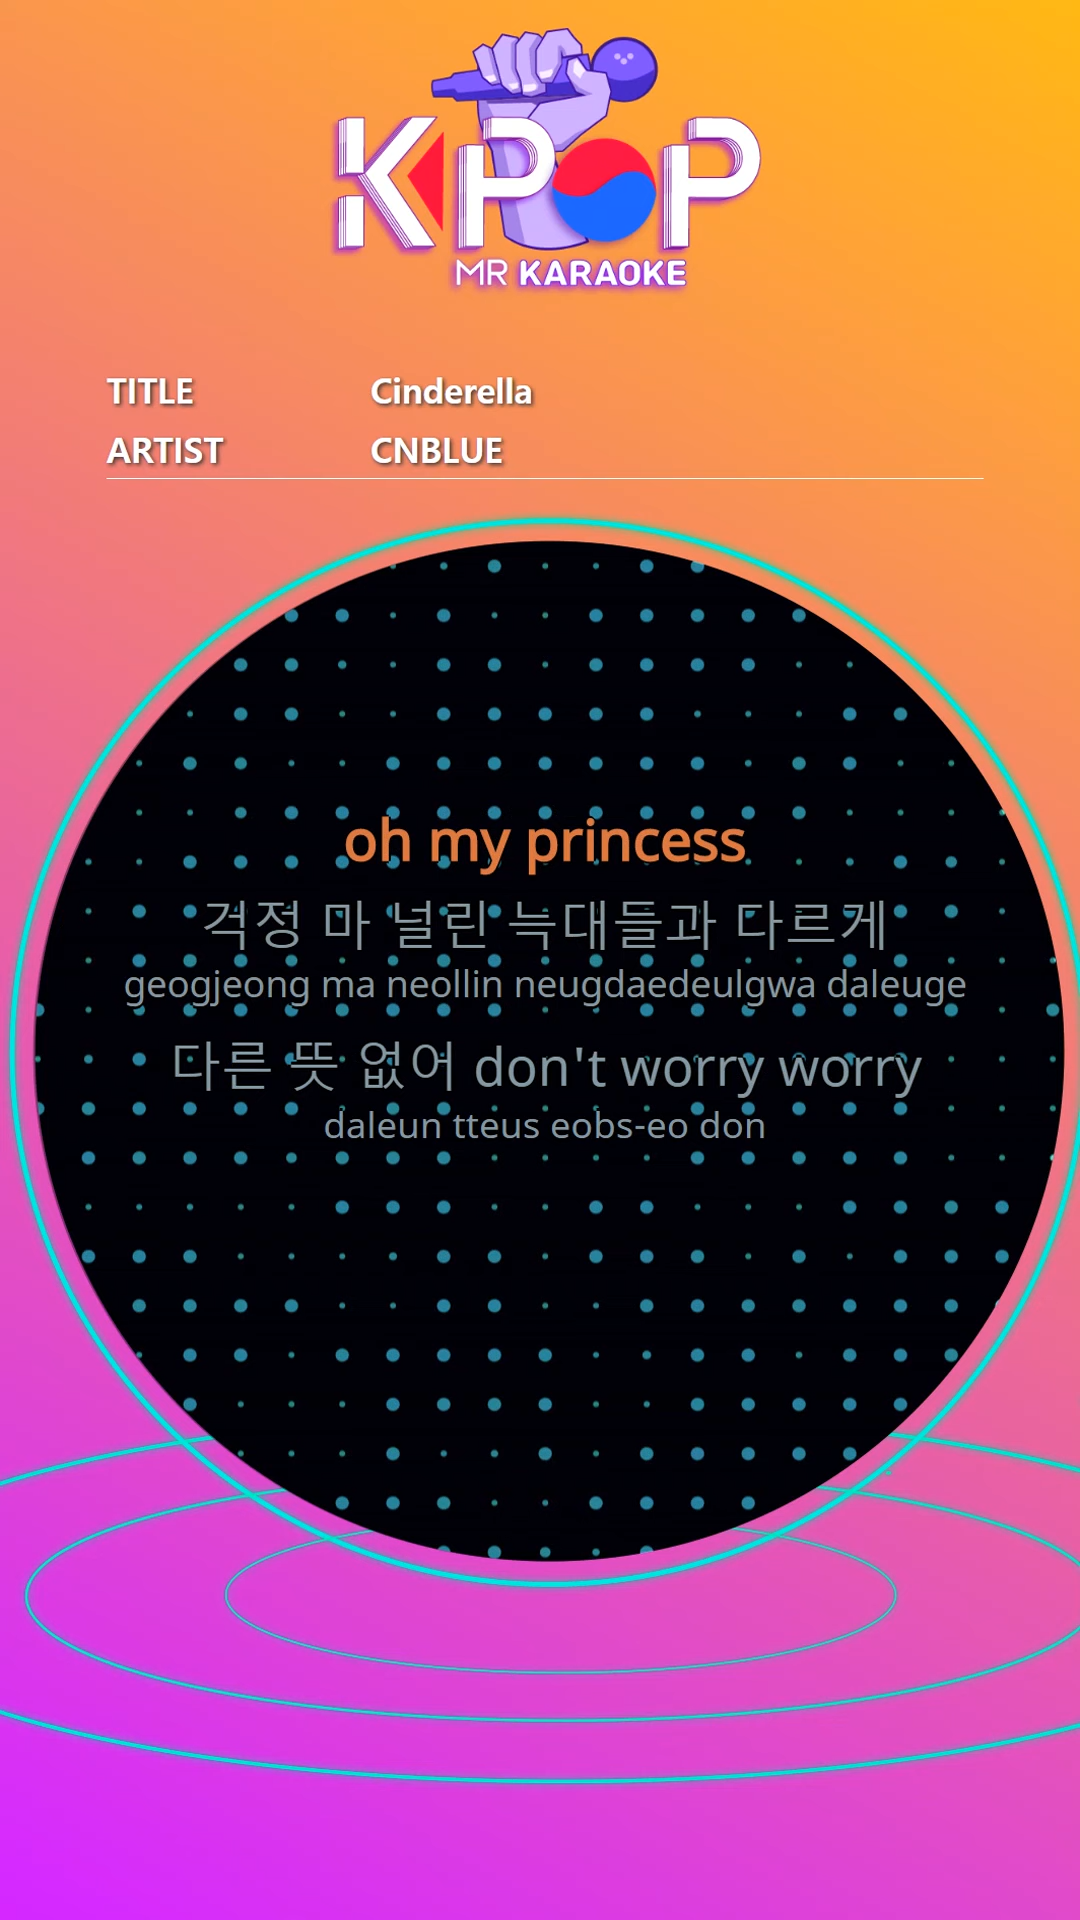 KPOP
MR KARAOKE
TITLE Cinderella
ARTIST CNBLUE
oh my princess
걱정 마 널린 늑대들과 다르게
geogjeong ma neollin neugdaedeulgwa daleuge
다른 뜻 없어 don't worry worry
daleun tteus eobs-eo don